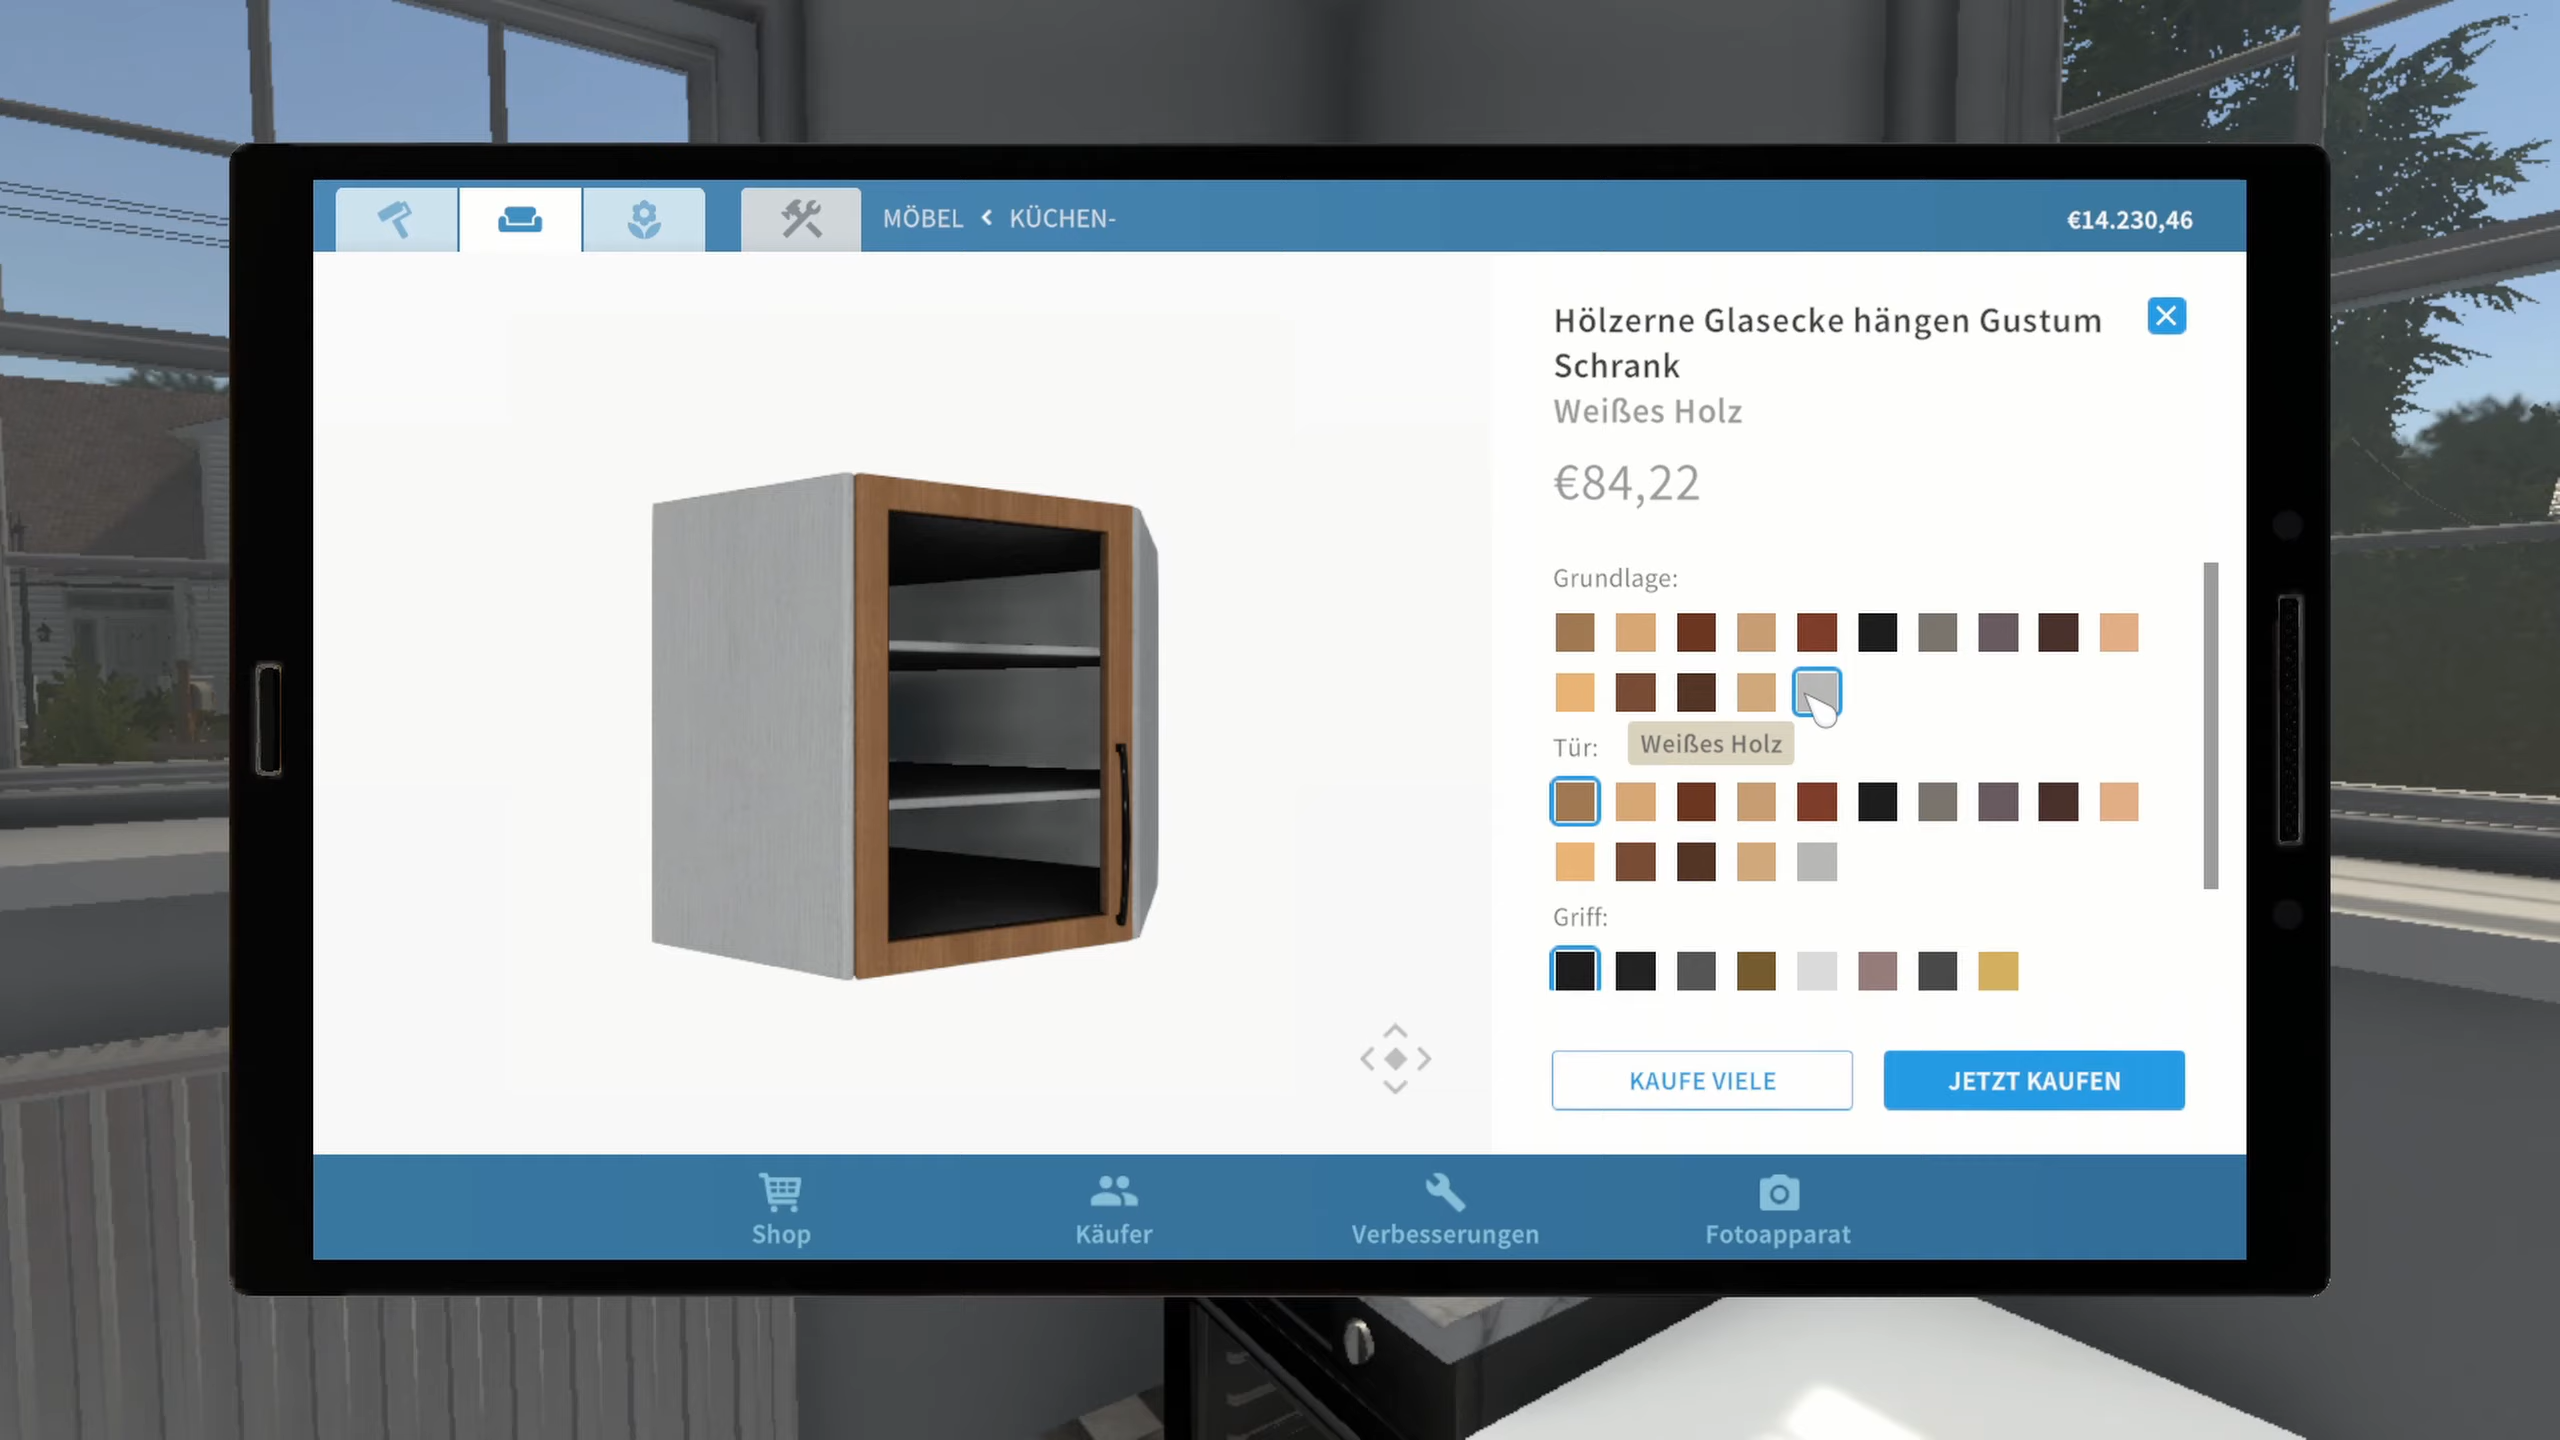 MÖBEL < KÜCHEN-
€14.230,46
Hölzerne Glasecke hängen Gustum
Schrank
Weißes Holz
€84,22
Grundlage:
Tür:
Weißes Holz
Griff:
KAUFE VIELE
JETZT KAUFEN
Shop
Käufer
Verbesserungen
Fotoapparat